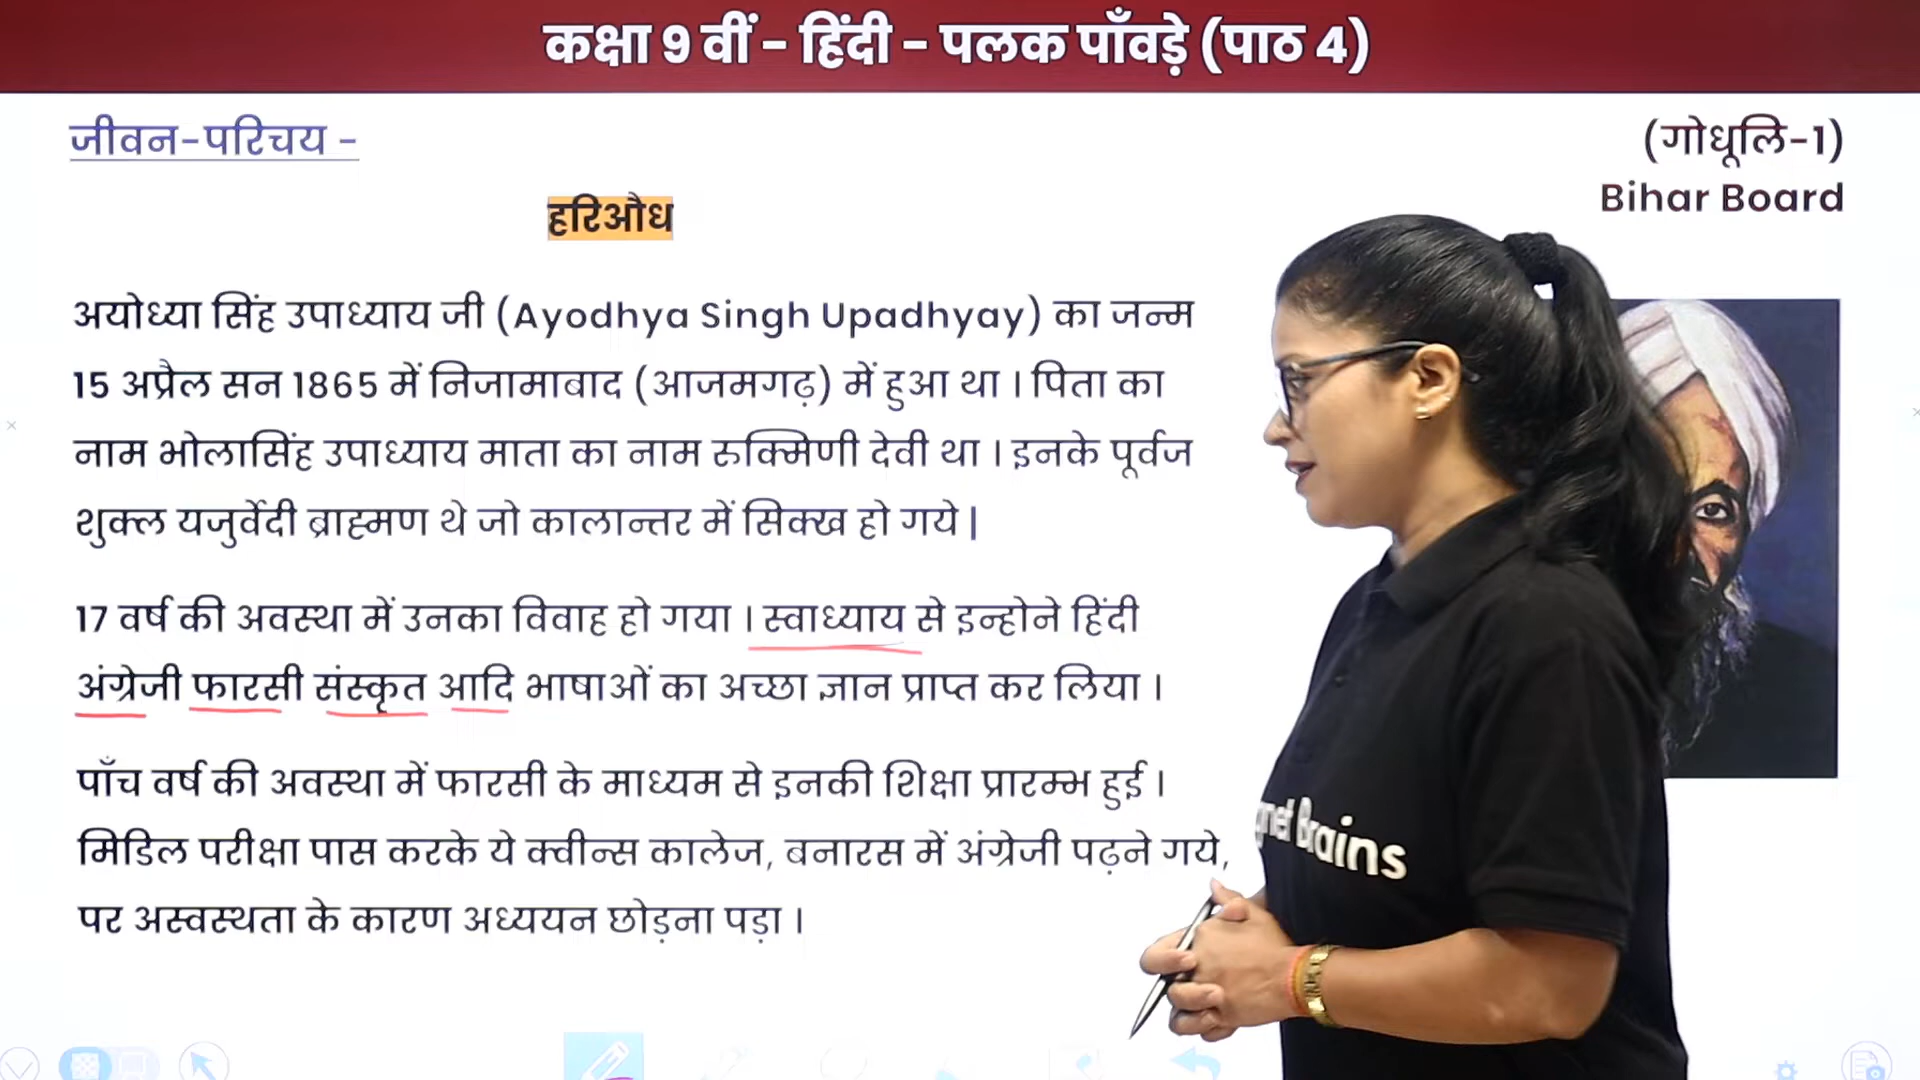 कक्षा 9 वीं - हिंदी - पलक पाँवड़े (पाठ 4)
जीवन-परिचय -
(गोधूलि-1)
Bihar Board
हरिऔध
अयोध्या सिंह उपाध्याय जी (Ayodhya Singh Upadhyay) का जन्म
15 अप्रैल सन 1865 में निजामाबाद (आजमगढ़) में हुआ था । पिता का
नाम भोलासिंह उपाध्याय माता का नाम रुक्मिणी देवी था । इनके पूर्वज
शुक्ल यजुर्वेदी ब्राह्मण थे जो कालान्तर में सिक्ख हो गये |
17 वर्ष की अवस्था में उनका विवाह हो गया । स्वाध्याय से इन्होने हिंदी
अंग्रेजी फारसी संस्कृत आदि भाषाओं का अच्छा ज्ञान प्राप्त कर लिया ।
पाँच वर्ष की अवस्था में फारसी के माध्यम से इनकी शिक्षा प्रारम्भ हुई ।
मिडिल परीक्षा पास करके ये क्वीन्स कालेज, बनारस में अंग्रेजी पढ़ने गये,
पर अस्वस्थता के कारण अध्ययन छोड़ना पड़ा ।
Brains